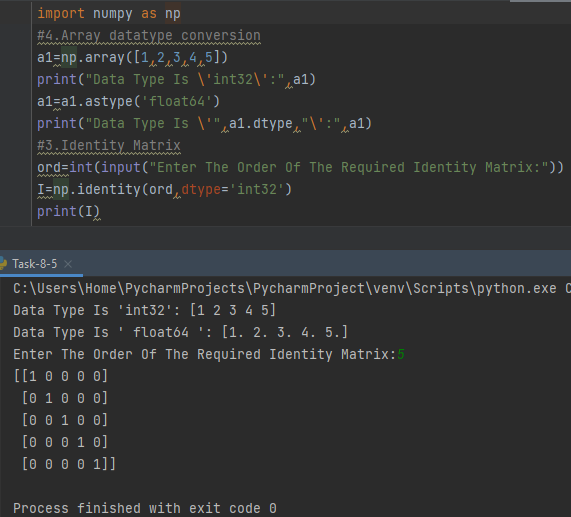 import numpy as np
#4.Array datatype conversion
a1=np.array([1,2,3,4,5])
print("Data Type Is \'int32\':",a1)
a1=a1.astype('float64')
print("Data Type Is \'",a1.dtype,"\':",a1)
#3.Identity Matrix
ord=int(input("Enter The Order Of The Required Identity Matrix:"))
I=np.identity(ord,dtype='int32')
print(I)
Task-8-5
C:\Users\Home\PycharmProjects\PycharmProject\venv\Scripts\python.exe C
Data Type Is 'int32': [1 2 3 4 5]
Data Type Is ' float64 ': [1. 2. 3. 4. 5.]
Enter The Order Of The Required Identity Matrix:5
[[1 0 0 0 0]
 [0 1 0 0 0]
 [0 0 1 0 0]
 [0 0 0 1 0]
 [0 0 0 0 1]]
Process finished with exit code 0